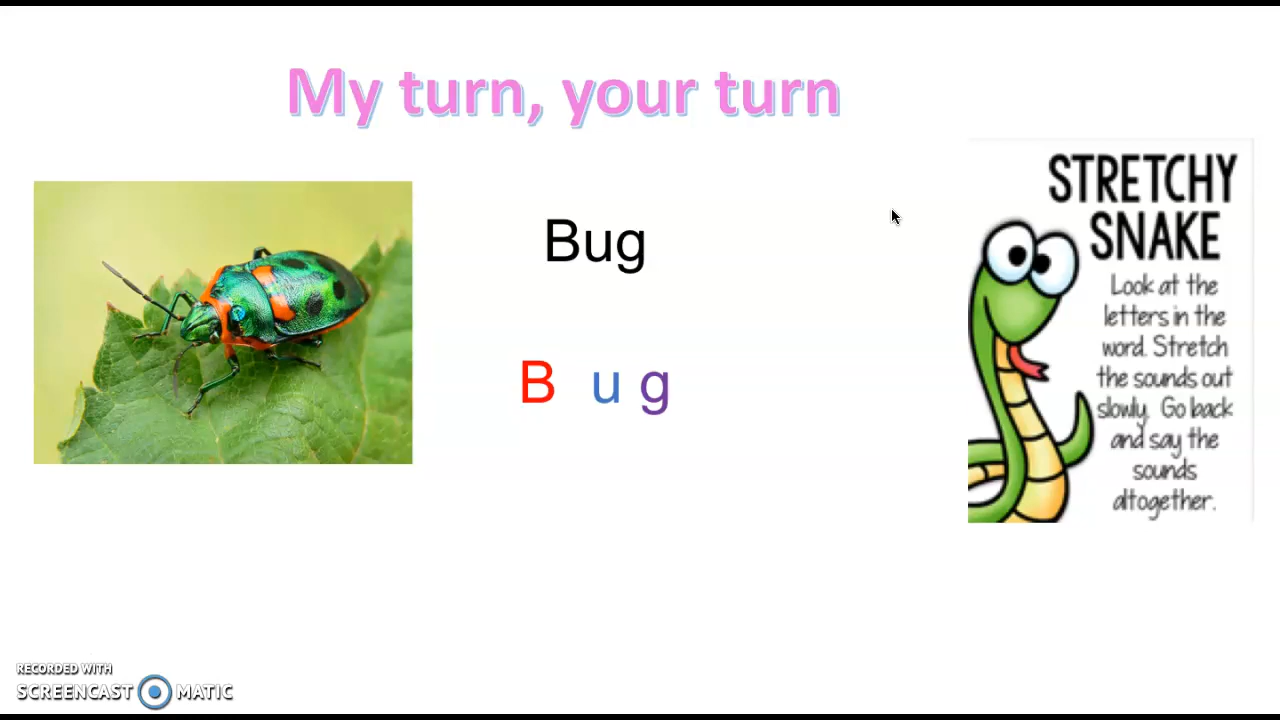 My turn, your turn
Bug
B u g
STRETCHY
SNAKE
Look at the
letters in the
word. Stretch
the sounds out
slowly. Go back
and say the
sounds
altogether.
RECORDED WITH
SCREENCAST MATIC